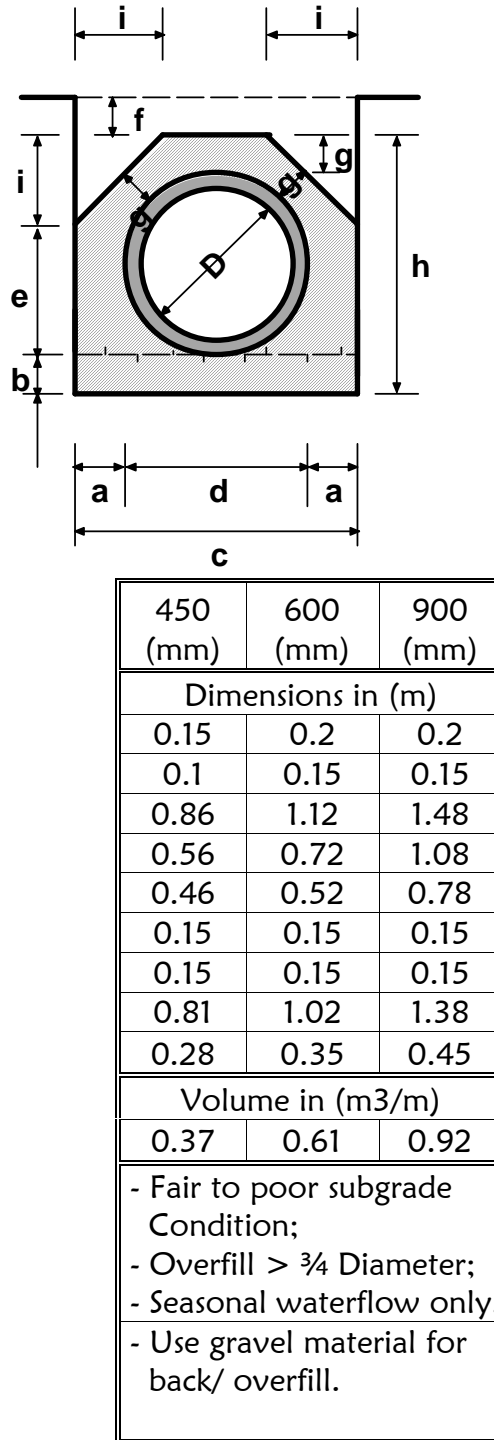 i i
f
g
i
g g
D
h
e
b
a d a
c
450 600 900
(mm) (mm) (mm)
Dimensions in (m)
0.15 0.2 0.2
0.1 0.15 0.15
0.86 1.12 1.48
0.56 0.72 1.08
0.46 0.52 0.78
0.15 0.15 0.15
0.15 0.15 0.15
0.81 1.02 1.38
0.28 0.35 0.45
Volume in (m3/m)
0.37 0.61 0.92
- Fair to poor subgrade
Condition;
- Overfill > ¾ Diameter;
- Seasonal waterflow only.
- Use gravel material for
back/ overfill.